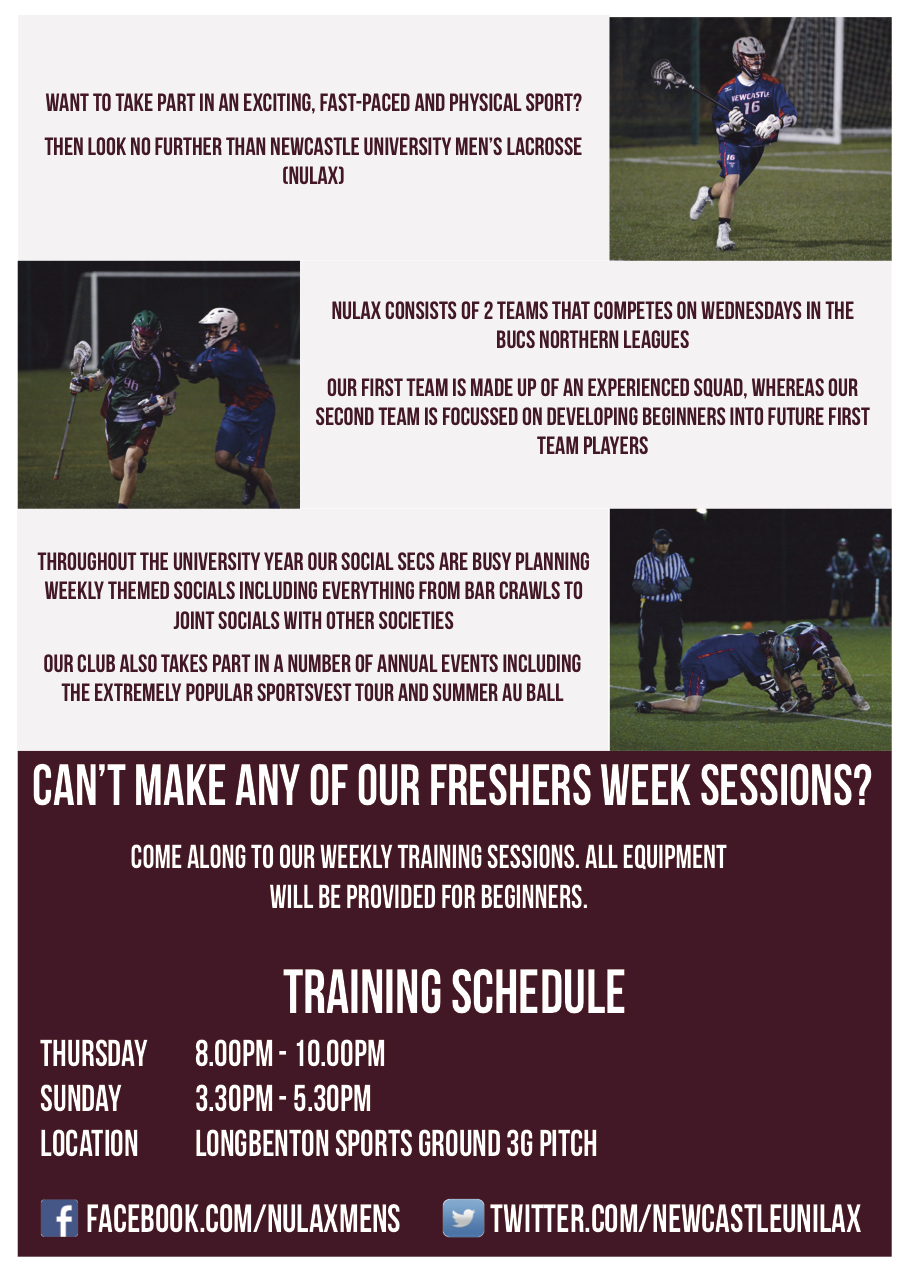 WANT TO TAKE PART IN AN EXCITING, FAST-PACED AND PHYSICAL SPORT?
THEN LOOK NO FURTHER THAN NEWCASTLE UNIVERSITY MEN'S LACROSSE
(NULAX)
NEWCASTLE
16
16
NULAX CONSISTS OF 2 TEAMS THAT COMPETES ON WEDNESDAYS IN THE
BUCS NORTHERN LEAGUES
OUR FIRST TEAM IS MADE UP OF AN EXPERIENCED SQUAD, WHEREAS OUR
SECOND TEAM IS FOCUSSED ON DEVELOPING BEGINNERS INTO FUTURE FIRST
TEAM PLAYERS
THROUGHOUT THE UNIVERSITY YEAR OUR SOCIAL SECS ARE BUSY PLANNING
WEEKLY THEMED SOCIALS INCLUDING EVERYTHING FROM BAR CRAWLS TO
JOINT SOCIALS WITH OTHER SOCIETIES
OUR CLUB ALSO TAKES PART IN A NUMBER OF ANNUAL EVENTS INCLUDING
THE EXTREMELY POPULAR SPORTSVEST TOUR AND SUMMER AU BALL
CAN'T MAKE ANY OF OUR FRESHERS WEEK SESSIONS?
COME ALONG TO OUR WEEKLY TRAINING SESSIONS. ALL EQUIPMENT
WILL BE PROVIDED FOR BEGINNERS.
TRAINING SCHEDULE
THURSDAY 8.00PM - 10.00PM
SUNDAY 3.30PM - 5.30PM
LOCATION LONGBENTON SPORTS GROUND 3G PITCH
FACEBOOK.COM/NULAXMENS TWITTER.COM/NEWCASTLEUNILAX